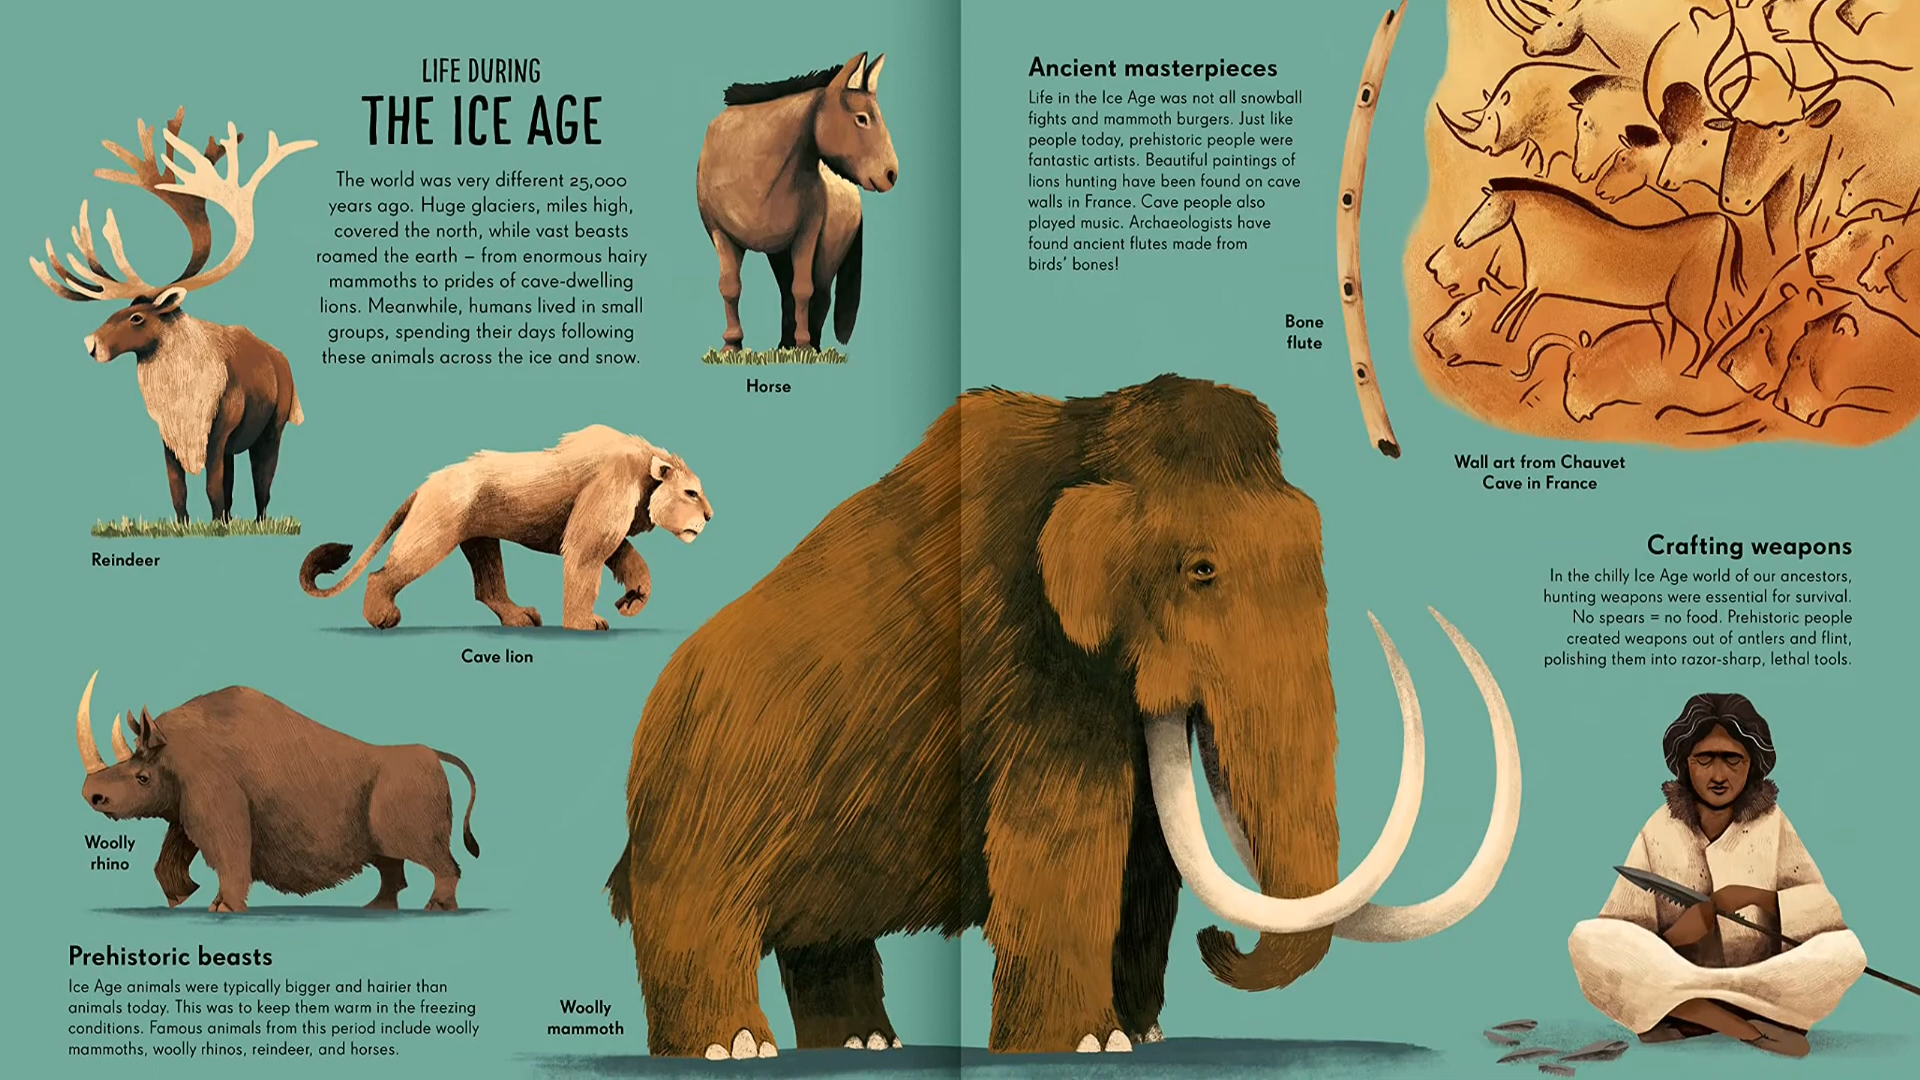 LIFE DURING
THE ICE AGE
The world was very different 25,000
years ago. Huge glaciers, miles high,
covered the north, while vast beasts
roamed the earth – from enormous hairy
mammoths to prides of cave-dwelling
lions. Meanwhile, humans lived in small
groups, spending their days following
these animals across the ice and snow.
Horse
Reindeer
Cave lion
Woolly
rhino
Prehistoric beasts
Ice Age animals were typically bigger and hairier than
animals today. This was to keep them warm in the freezing
conditions. Famous animals from this period include woolly
mammoths, woolly rhinos, reindeer, and horses.
Woolly
mammoth
Ancient masterpieces
Life in the Ice Age was not all snowball
fights and mammoth burgers. Just like
people today, prehistoric people were
fantastic artists. Beautiful paintings of
lions hunting have been found on cave
walls in France. Cave people also
played music. Archaeologists have
found ancient flutes made from
birds’ bones!
Bone
flute
Wall art from Chauvet
Cave in France
Crafting weapons
In the chilly Ice Age world of our ancestors,
hunting weapons were essential for survival.
No spears = no food. Prehistoric people
created weapons out of antlers and flint,
polishing them into razor-sharp, lethal tools.